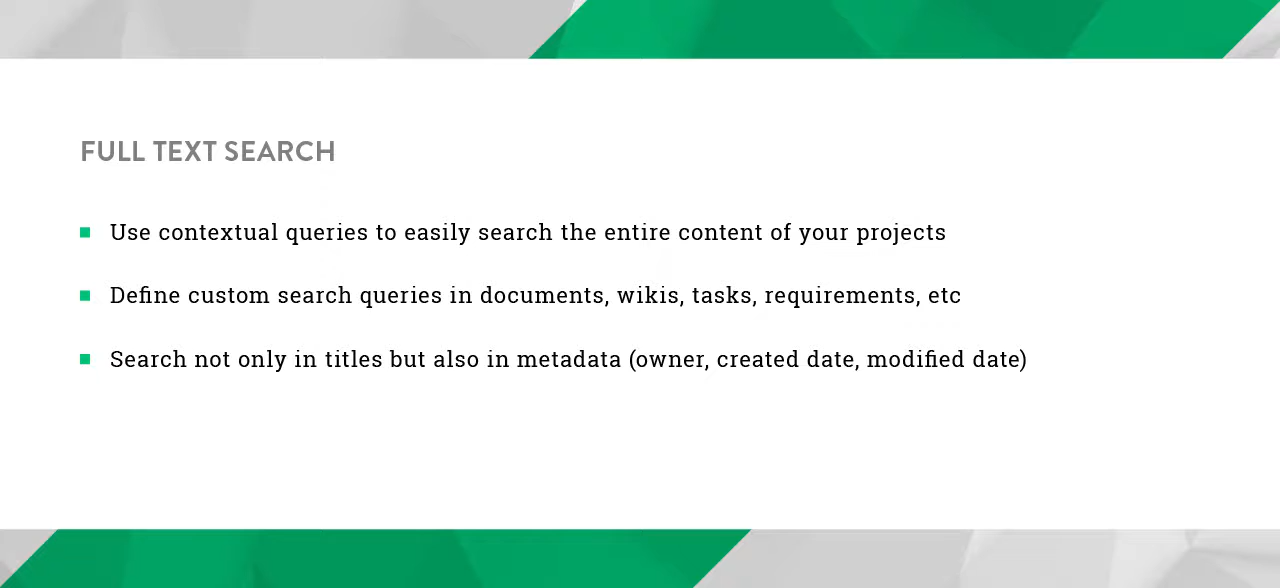 FULL TEXT SEARCH
Use contextual queries to easily search the entire content of your projects
Define custom search queries in documents, wikis, tasks, requirements, etc
Search not only in titles but also in metadata (owner, created date, modified date)